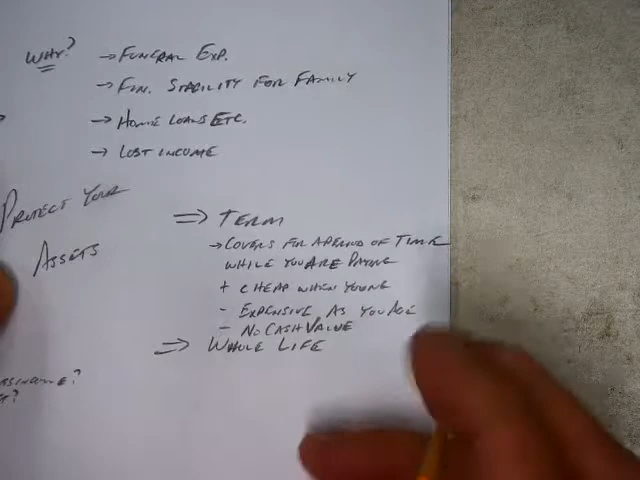 WHY? → FUNERAL EXP.
→ FIN. STABILITY FOR FAMILY
→ HOME LOANS ETC.
→ LOST INCOME
PROTECT YOUR
ASSETS
⇒ TERM
→ COVERS FOR A PERIOD OF TIME
WHILE YOU ARE PAYING
+ CHEAP WHEN YOUNG
- EXPENSIVE AS YOU AGE
- NO CASH VALUE
⇒ WHOLE LIFE